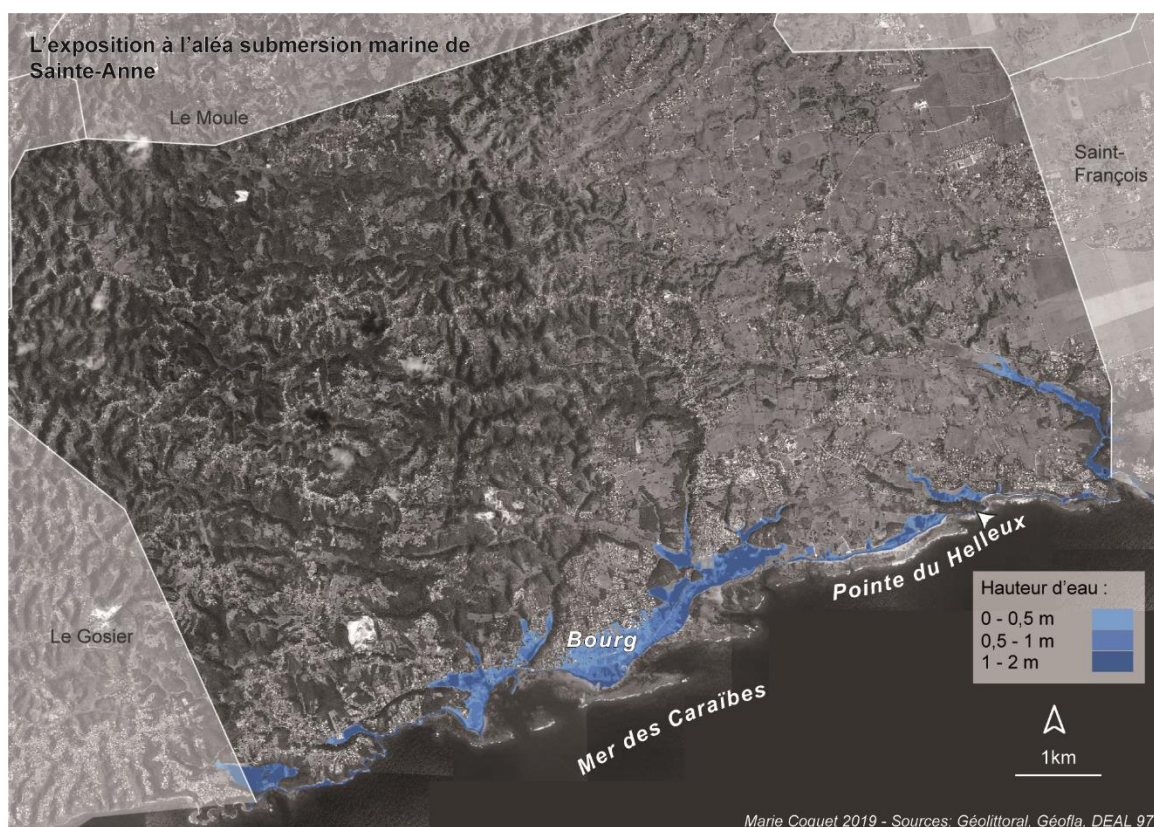 L'exposition à l'aléa submersion marine de
Sainte-Anne
Le Moule
Saint-
François
Le Gosier
Bourg
Pointe du Helleux
Mer des Caraïbes
Hauteur d'eau :
0 - 0,5 m
0,5 - 1 m
1 - 2 m
1km
Marie Coquet 2019 - Sources: Géolittoral, Géofla, DEAL 97